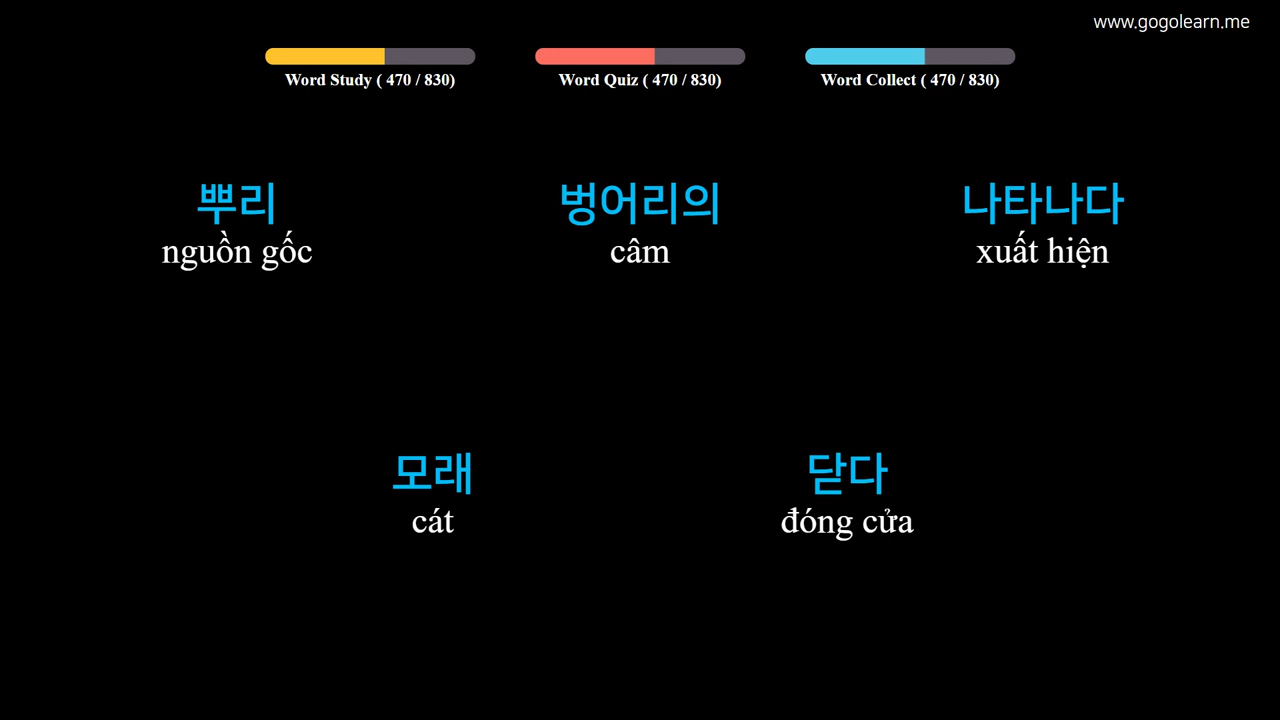 www.gogolearn.me
Word Study ( 470 / 830)
Word Quiz ( 470 / 830)
Word Collect ( 470 / 830)
뿌리
nguồn gốc
벙어리의
câm
나타나다
xuất hiện
모래
cát
닫다
đóng cửa